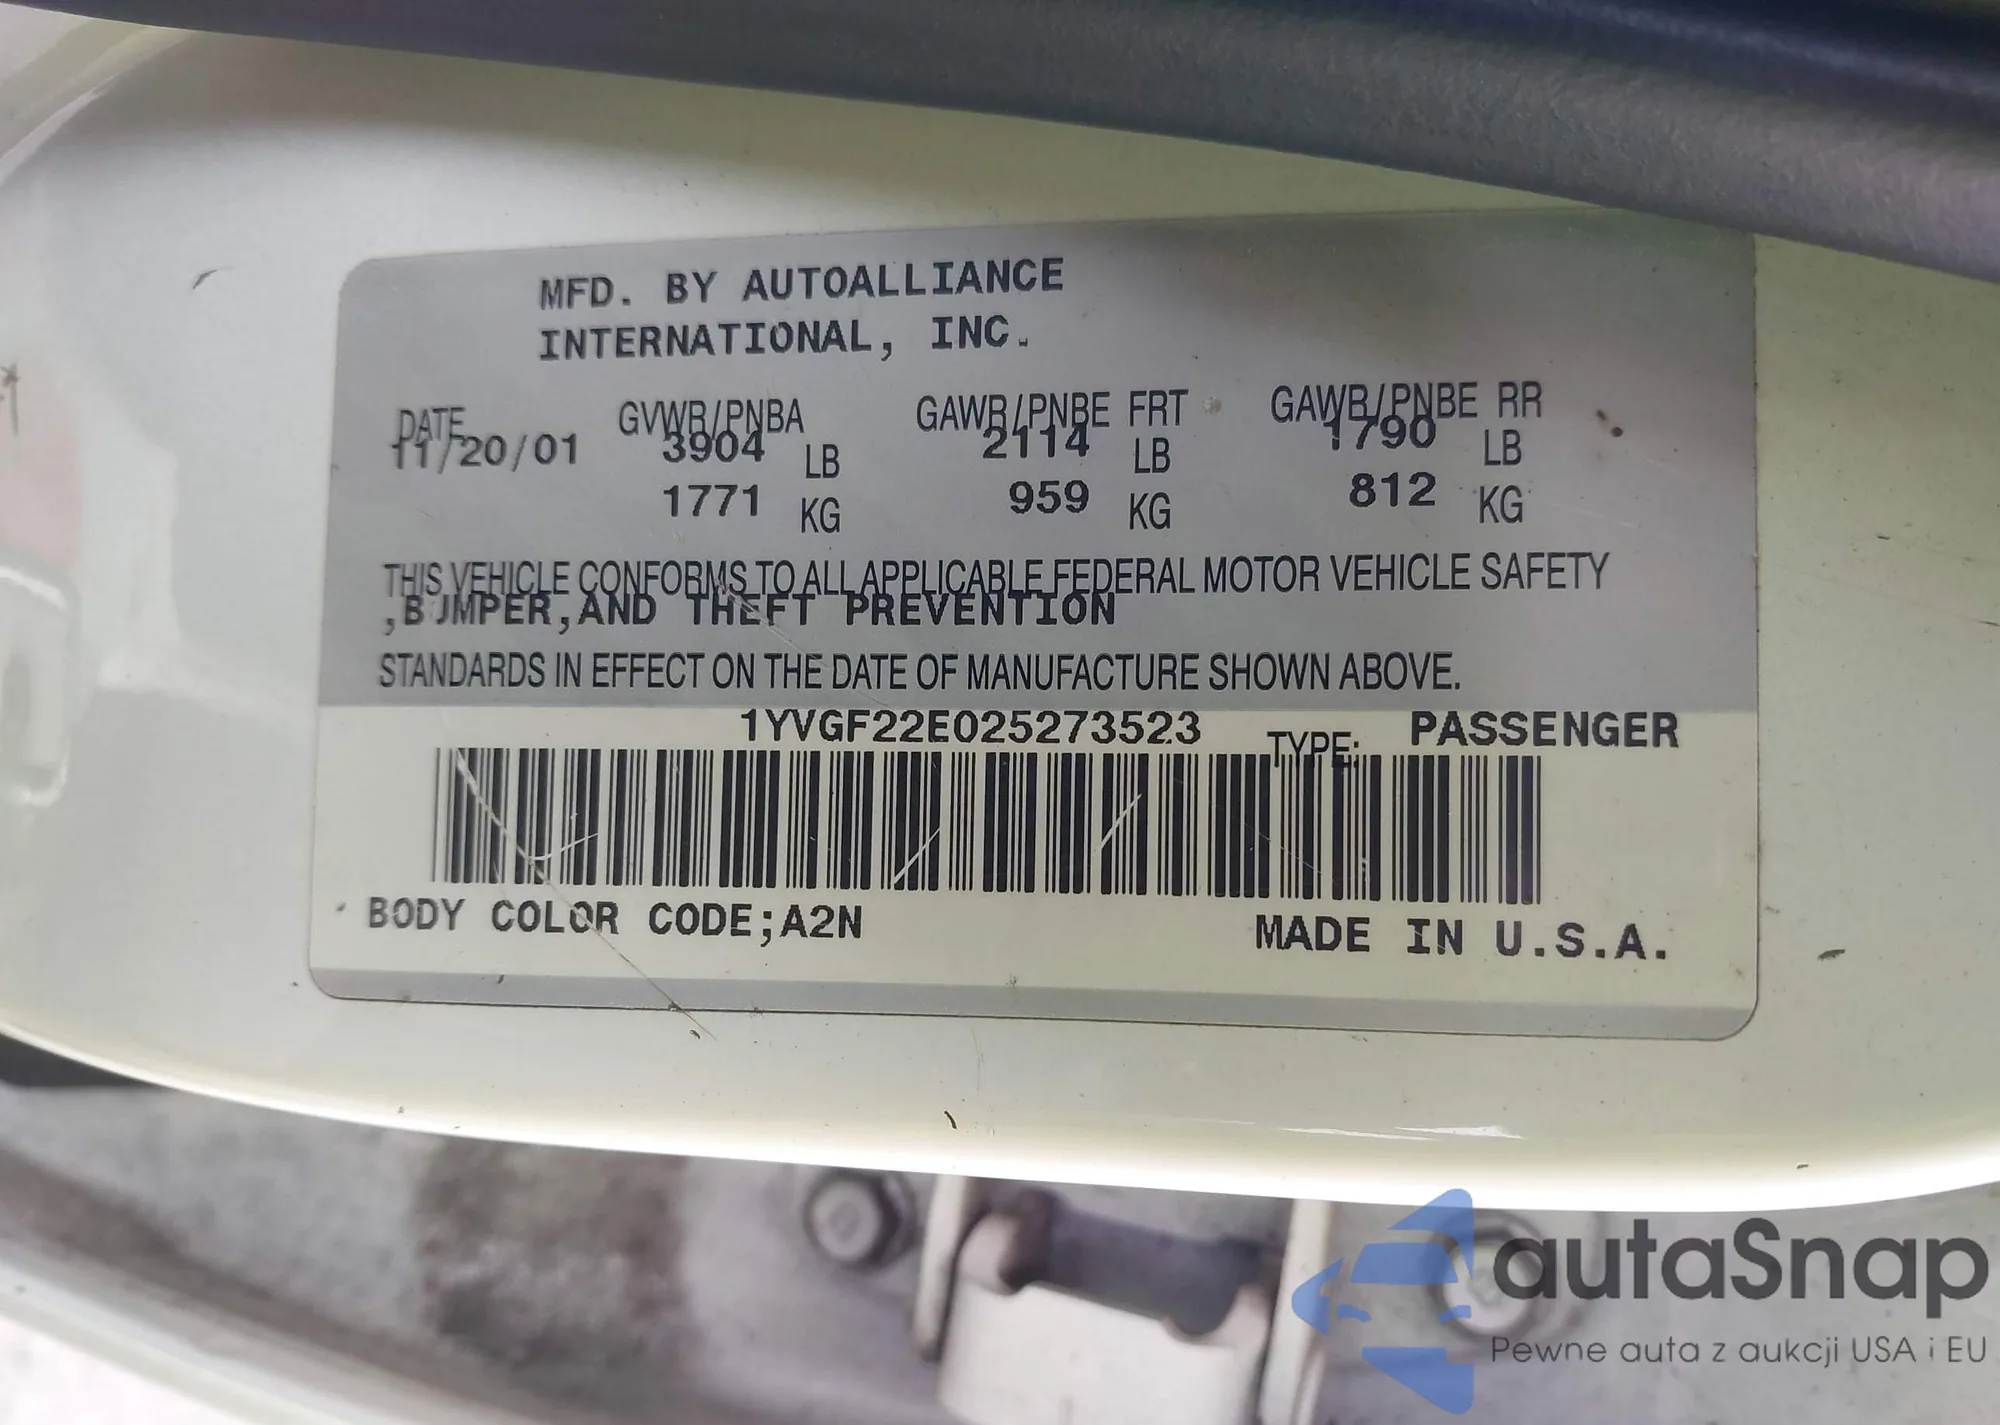 MFD. BY AUTOALLIANCE
INTERNATIONAL, INC.
DATE GVWR/PNBA GAWR/PNBE FRT GAWR/PNBE RR
11/20/01 3904 LB 2114 LB 1790 LB
1771 KG 959 KG 812 KG
THIS VEHICLE CONFORMS TO ALL APPLICABLE FEDERAL MOTOR VEHICLE SAFETY
,BUMPER,AND THEFT PREVENTION
STANDARDS IN EFFECT ON THE DATE OF MANUFACTURE SHOWN ABOVE.
1YVGF22E025273523 TYPE: PASSENGER
BODY COLOR CODE;A2N MADE IN U.S.A.
autaSnap
Pewne auta z aukcji USA i EU